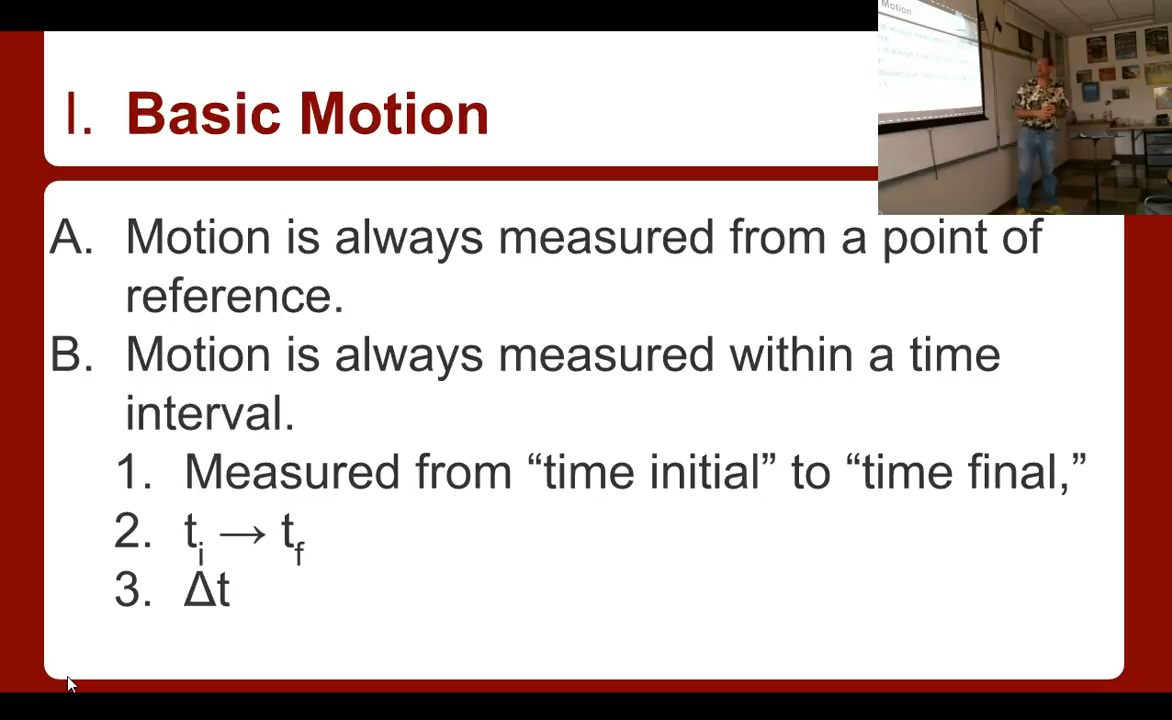 I. Basic Motion
Motion
A. Motion is always measured from a point of
reference.
B. Motion is always measured within a time
interval.
1. Measured from “time initial” to “time final,”
2. tᵢ → t_f
3. Δt